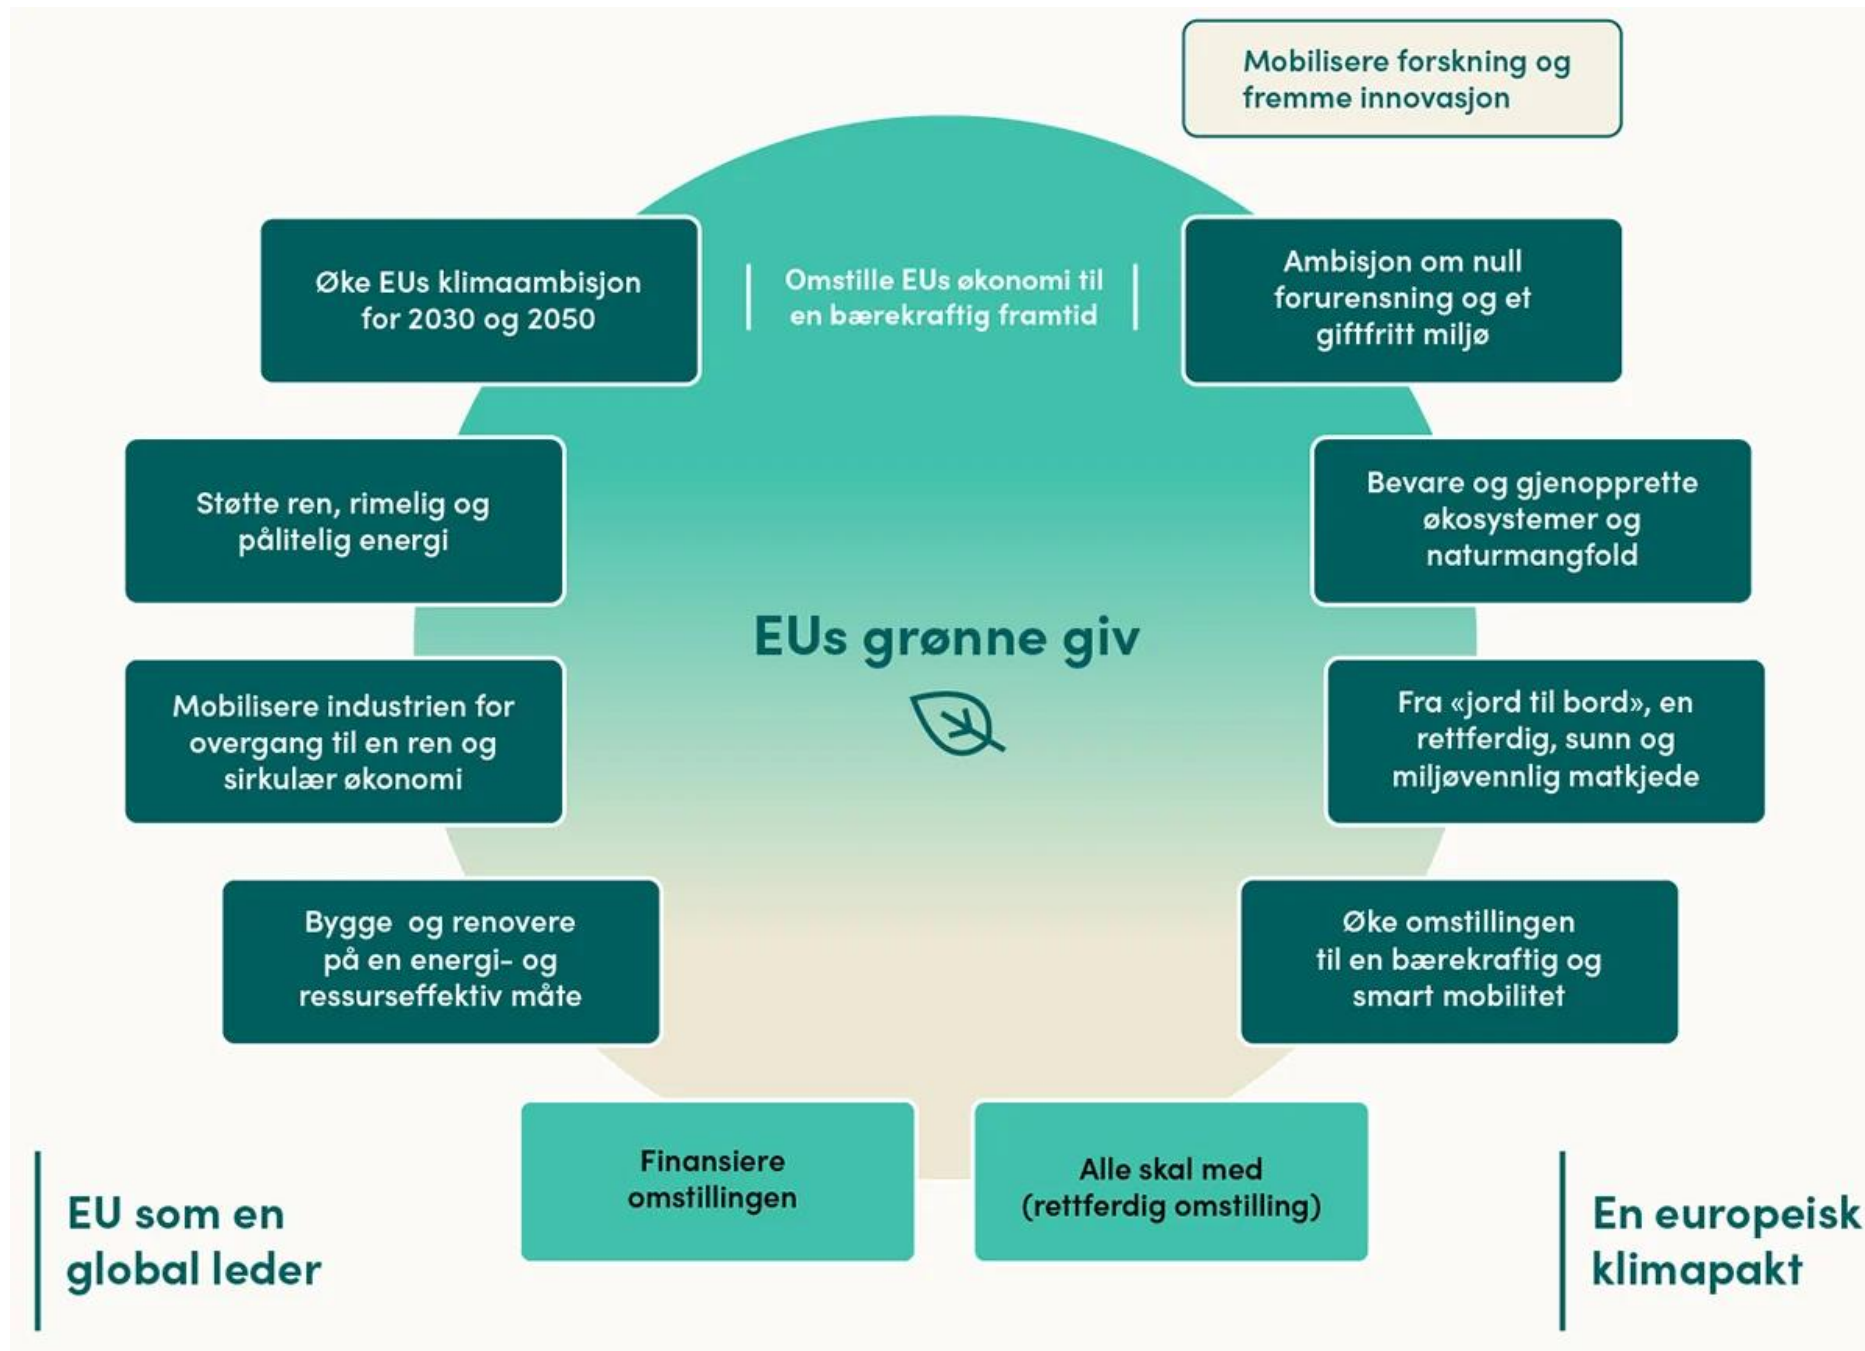 Mobilisere forskning og
fremme innovasjon
Øke EUs klimaambisjon
for 2030 og 2050
Omstille EUs økonomi til
en bærekraftig framtid
Ambisjon om null
forurensning og et
giftfritt miljø
Støtte ren, rimelig og
pålitelig energi
Bevare og gjenopprette
økosystemer og
naturmangfold
EUs grønne giv
Mobilisere industrien for
overgang til en ren og
sirkulær økonomi
Fra «jord til bord», en
rettferdig, sunn og
miljøvennlig matkjede
Bygge  og renovere
på en energi- og
ressurseffektiv måte
Øke omstillingen
til en bærekraftig og
smart mobilitet
Finansiere
omstillingen
Alle skal med
(rettferdig omstilling)
EU som en
global leder
En europeisk
klimapakt